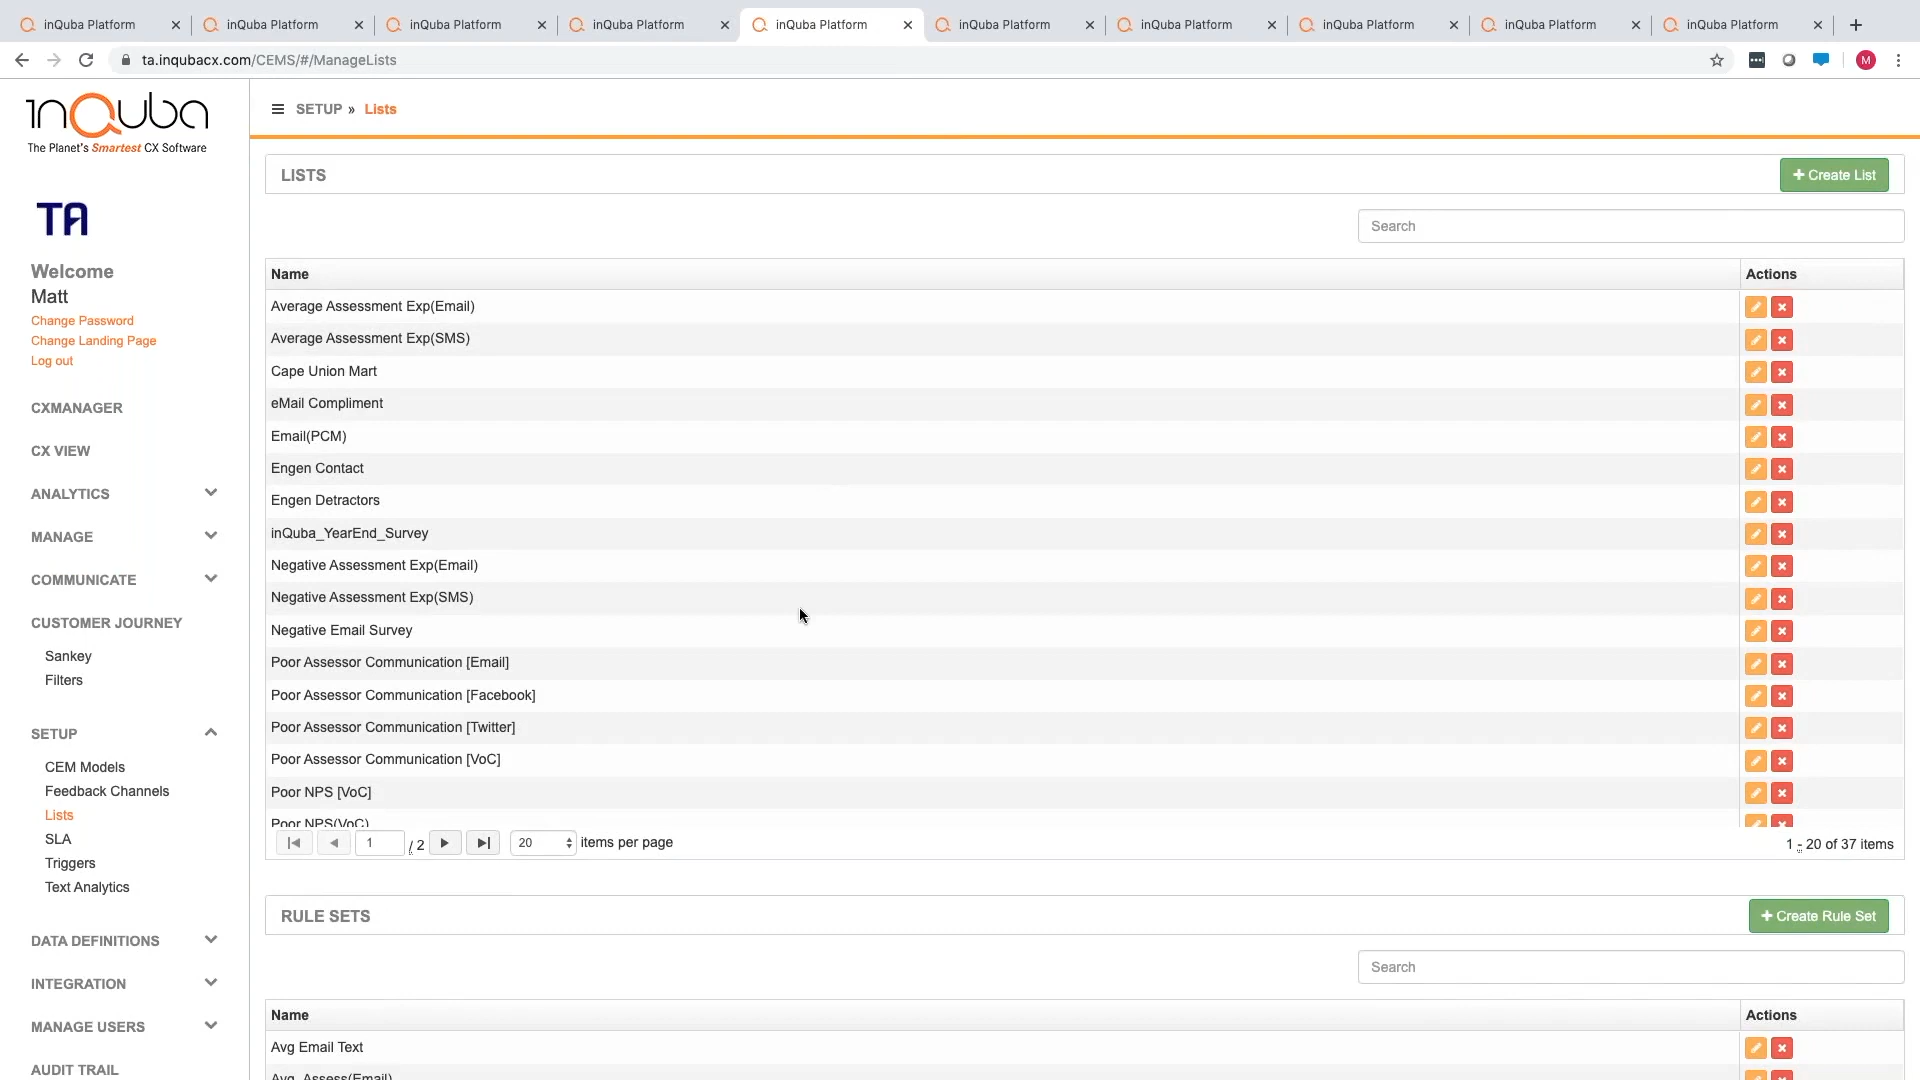 inQuba Platform inQuba Platform inQuba Platform inQuba Platform inQuba Platform inQuba Platform inQuba Platform inQuba Platform inQuba Platform inQuba Platform
ta.inqubacx.com/CEMS/#/ManageLists
M
inQuba
The Planet's Smartest CX Software
TA
Welcome
Matt
Change Password
Change Landing Page
Log out
CXMANAGER
CX VIEW
ANALYTICS
MANAGE
COMMUNICATE
CUSTOMER JOURNEY
Sankey
Filters
SETUP
CEM Models
Feedback Channels
Lists
SLA
Triggers
Text Analytics
DATA DEFINITIONS
INTEGRATION
MANAGE USERS
AUDIT TRAIL
SETUP » Lists
LISTS
+ Create List
Search
Name Actions
Average Assessment Exp(Email)
Average Assessment Exp(SMS)
Cape Union Mart
eMail Compliment
Email(PCM)
Engen Contact
Engen Detractors
inQuba_YearEnd_Survey
Negative Assessment Exp(Email)
Negative Assessment Exp(SMS)
Negative Email Survey
Poor Assessor Communication [Email]
Poor Assessor Communication [Facebook]
Poor Assessor Communication [Twitter]
Poor Assessor Communication [VoC]
Poor NPS [VoC]
Poor NPS(VoC)
1 / 2 20 items per page 1 - 20 of 37 items
RULE SETS
+ Create Rule Set
Search
Name Actions
Avg Email Text
Avg_Assess(Email)